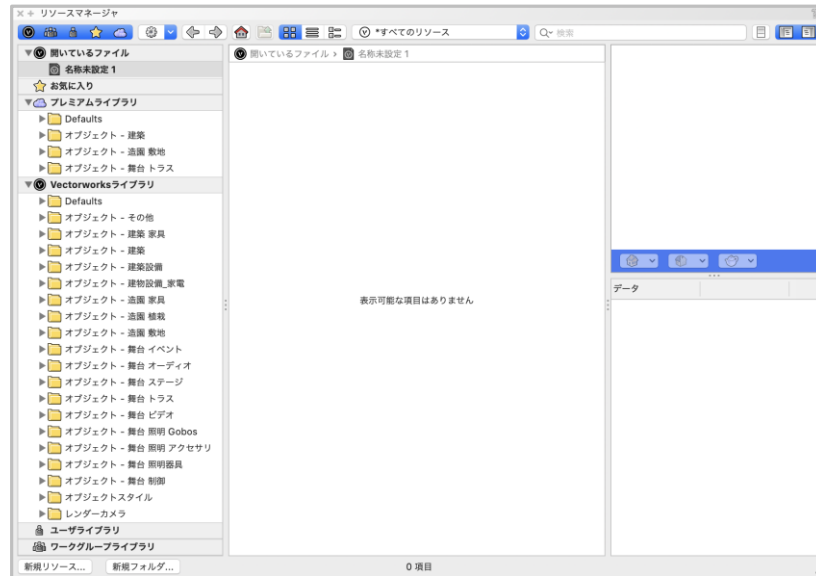 リソースマネージャ
*すべてのリソース
検索
開いているファイル
名称未設定 1
お気に入り
プレミアムライブラリ
Defaults
オブジェクト - 建築
オブジェクト - 造園 敷地
オブジェクト - 舞台 トラス
Vectorworksライブラリ
Defaults
オブジェクト - その他
オブジェクト - 建築 家具
オブジェクト - 建築
オブジェクト - 建築設備
オブジェクト - 建物設備_家電
オブジェクト - 造園 家具
オブジェクト - 造園 植栽
オブジェクト - 造園 敷地
オブジェクト - 舞台 イベント
オブジェクト - 舞台 オーディオ
オブジェクト - 舞台 ステージ
オブジェクト - 舞台 トラス
オブジェクト - 舞台 ビデオ
オブジェクト - 舞台 照明 Gobos
オブジェクト - 舞台 照明 アクセサリ
オブジェクト - 舞台 照明器具
オブジェクト - 舞台 制御
オブジェクトスタイル
レンダーカメラ
ユーザライブラリ
ワークグループライブラリ
新規リソース... 新規フォルダ...
開いているファイル › 名称未設定 1
表示可能な項目はありません
0 項目
データ